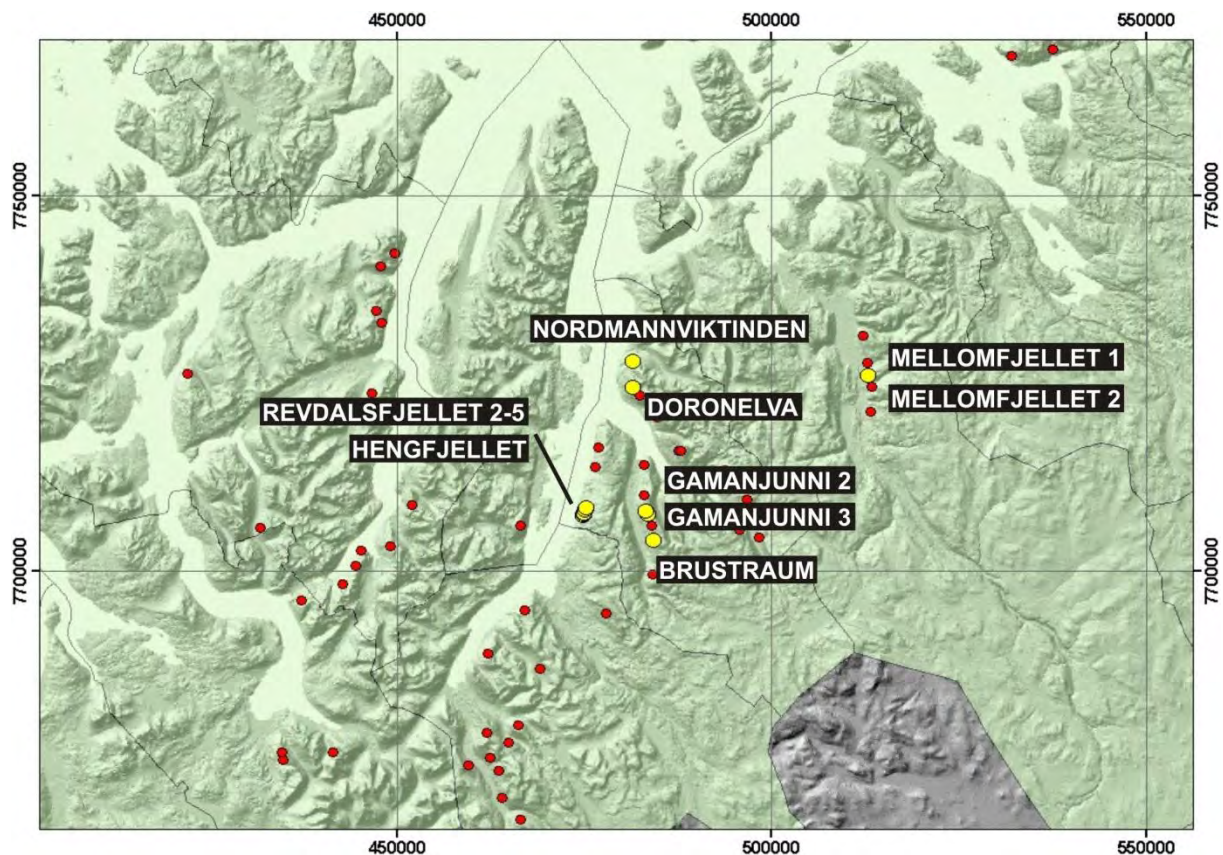 450000 500000 550000
7750000 7750000
NORDMANNVIKTINDEN
MELLOMFJELLET 1
MELLOMFJELLET 2
REVDALSFJELLET 2-5
DORONELVA
HENGFJELLET
GAMANJUNNI 2
GAMANJUNNI 3
BRUSTRAUM
7700000 7700000
450000 500000 550000